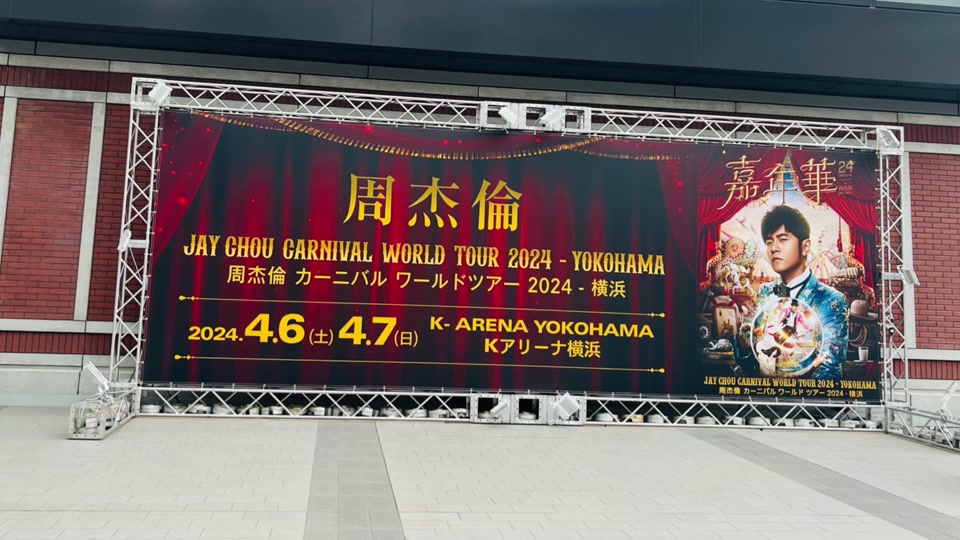 周杰倫
JAY CHOU CARNIVAL WORLD TOUR 2024 - YOKOHAMA
周杰倫 カーニバル ワールドツアー 2024 - 横浜
2024.4.6(土) 4.7(日)
K- ARENA YOKOHAMA
Kアリーナ横浜
嘉年華
24
JAY CHOU CARNIVAL WORLD TOUR 2024 - YOKOHAMA
周杰倫 カーニバル ワールド ツアー 2024 - 横浜